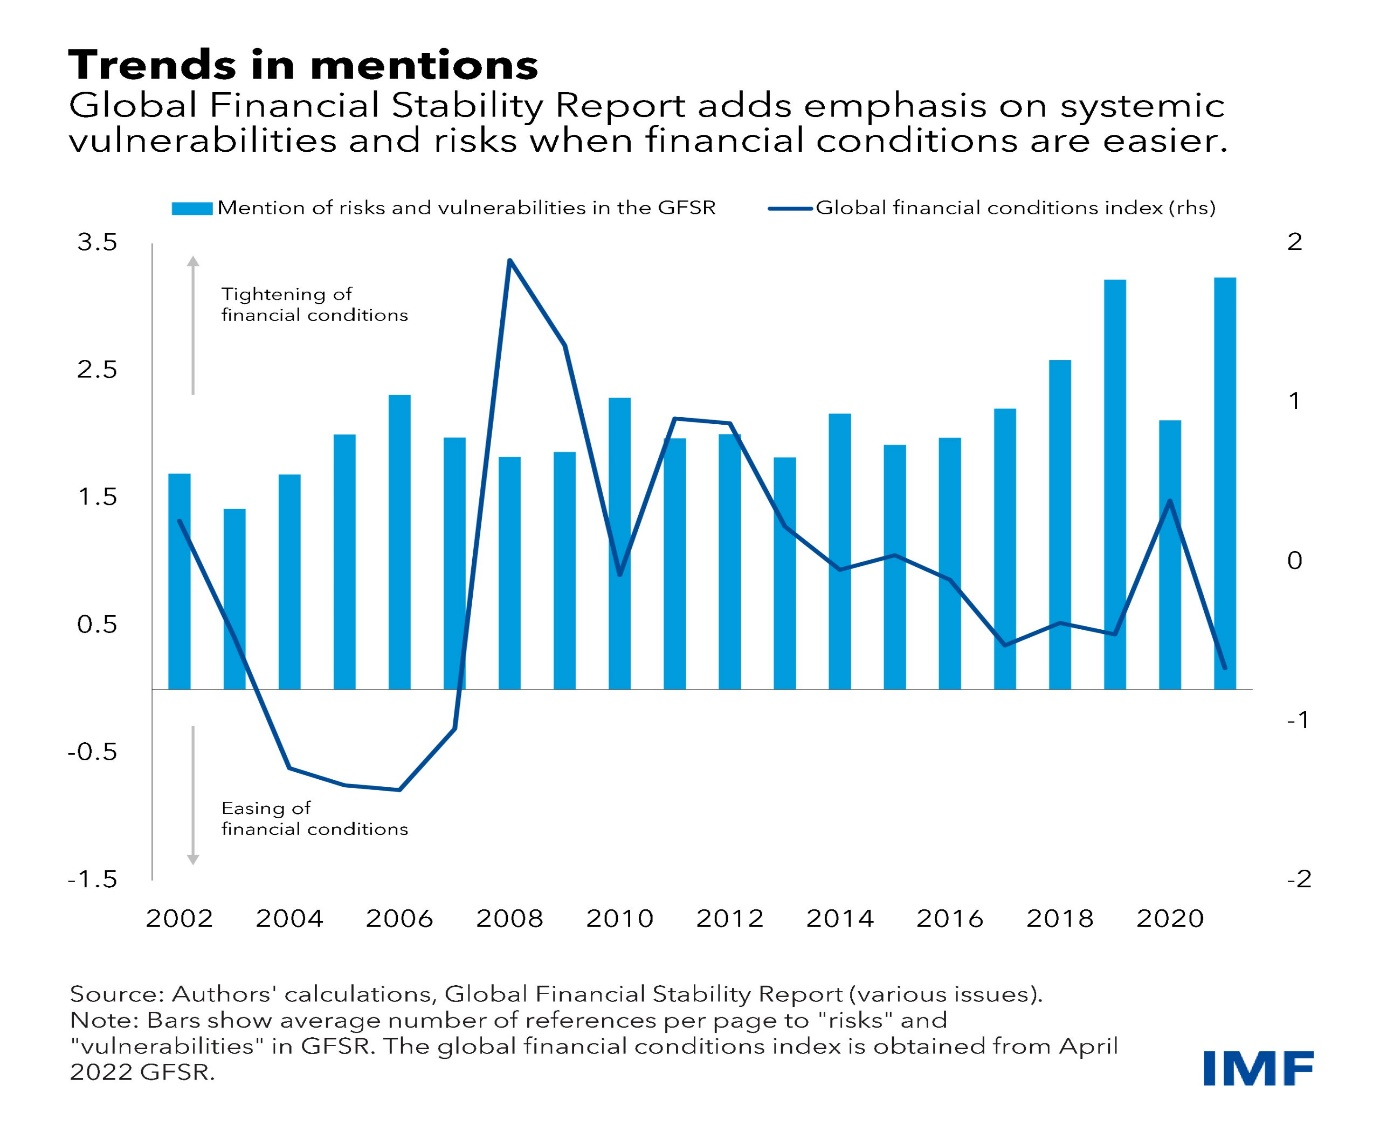 Trends in mentions
Global Financial Stability Report adds emphasis on systemic
vulnerabilities and risks when financial conditions are easier.
Mention of risks and vulnerabilities in the GFSR
Global financial conditions index (rhs)
3.5
2.5
1.5
0.5
-0.5
-1.5
Tightening of
financial conditions
Easing of
financial conditions
2
1
0
-1
-2
2002 2004 2006 2008 2010 2012 2014 2016 2018 2020
Source: Authors' calculations, Global Financial Stability Report (various issues).
Note: Bars show average number of references per page to "risks" and
"vulnerabilities" in GFSR. The global financial conditions index is obtained from April
2022 GFSR.
IMF